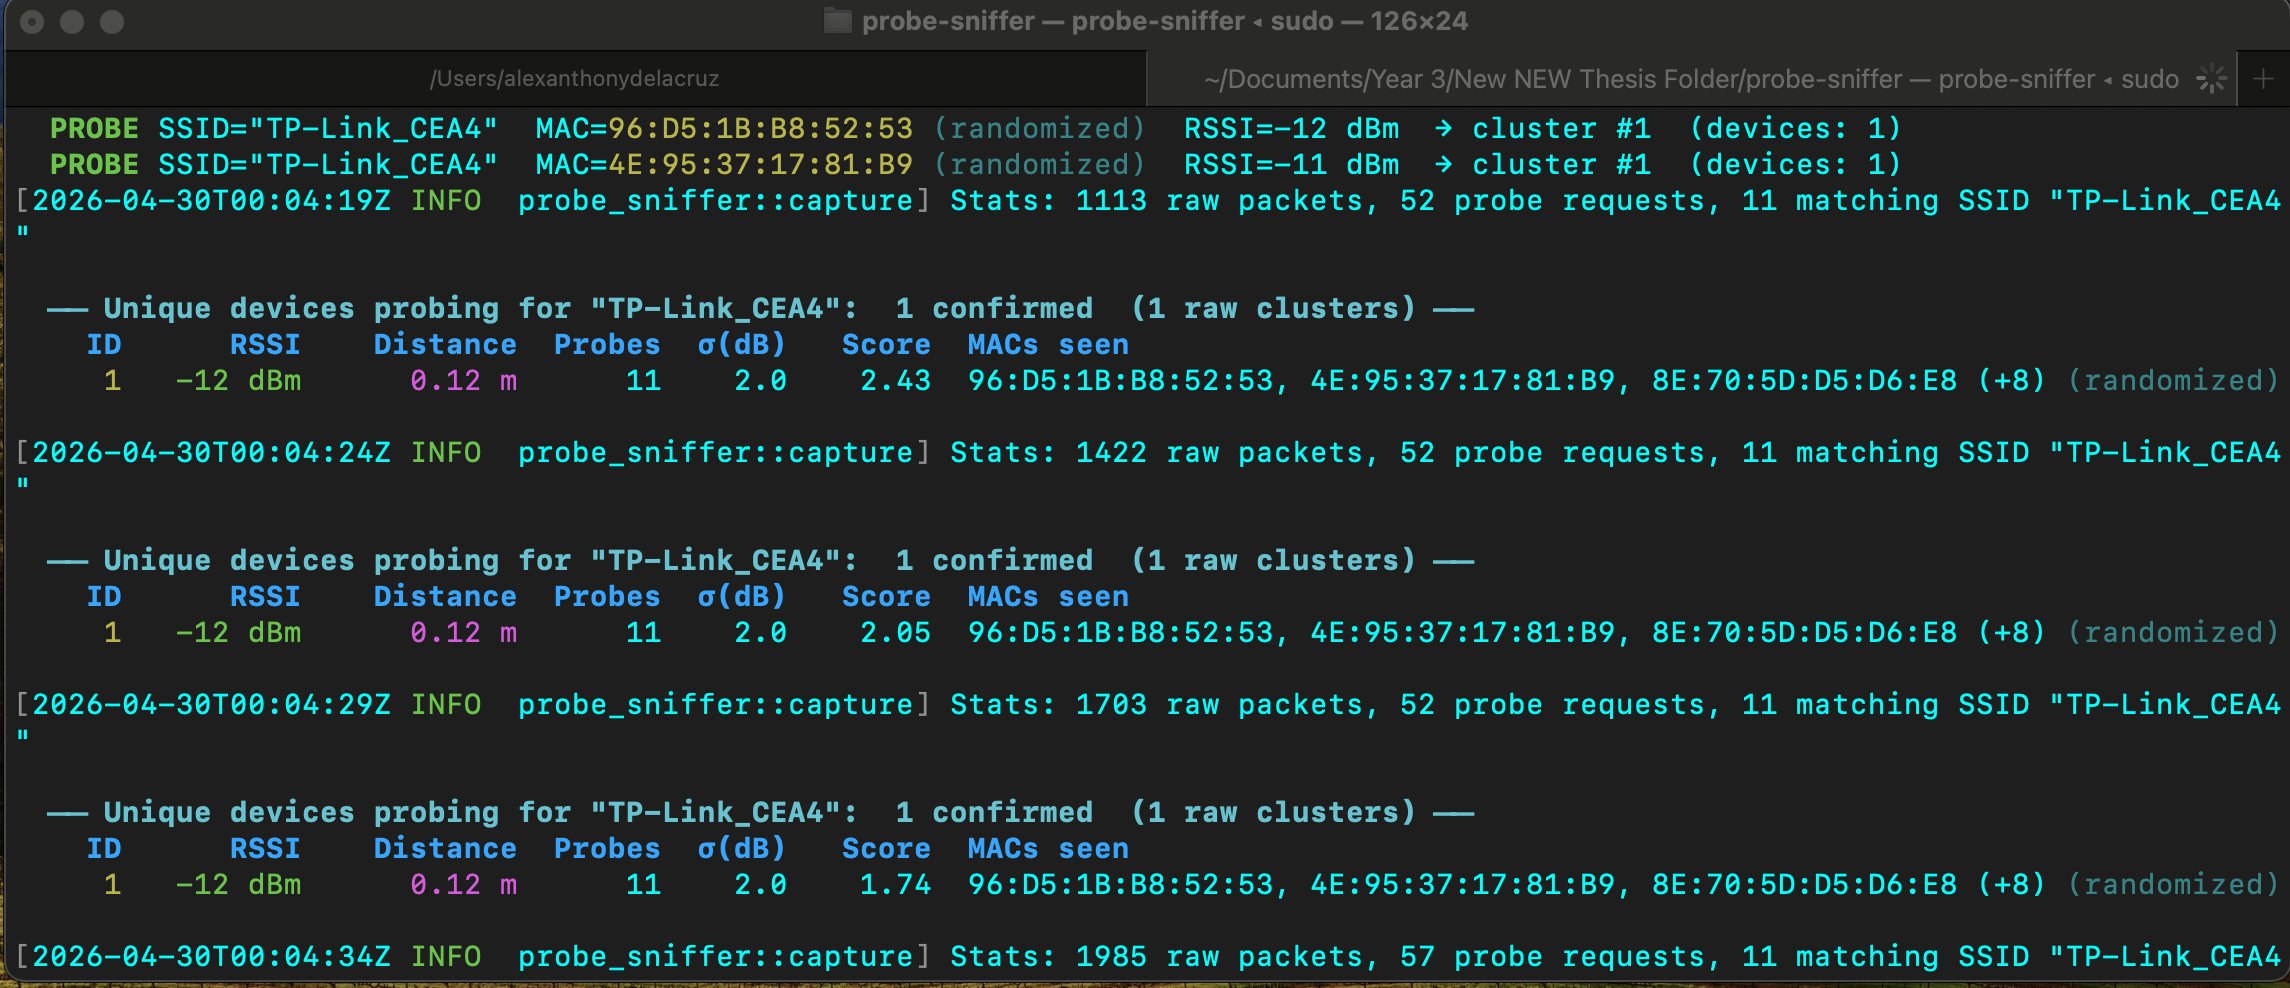 probe-sniffer — probe-sniffer ◂ sudo — 126×24
/Users/alexanthonydelacruz
~/Documents/Year 3/New NEW Thesis Folder/probe-sniffer — probe-sniffer ◂ sudo
PROBE SSID="TP-Link_CEA4"  MAC=96:D5:1B:B8:52:53 (randomized)  RSSI=-12 dBm  → cluster #1  (devices: 1)
PROBE SSID="TP-Link_CEA4"  MAC=4E:95:37:17:81:B9 (randomized)  RSSI=-11 dBm  → cluster #1  (devices: 1)
[2026-04-30T00:04:19Z INFO  probe_sniffer::capture] Stats: 1113 raw packets, 52 probe requests, 11 matching SSID "TP-Link_CEA4
"
—— Unique devices probing for "TP-Link_CEA4":  1 confirmed  (1 raw clusters) ——
ID      RSSI    Distance  Probes  σ(dB)   Score  MACs seen
1   -12 dBm      0.12 m      11    2.0    2.43  96:D5:1B:B8:52:53, 4E:95:37:17:81:B9, 8E:70:5D:D5:D6:E8 (+8) (randomized)
[2026-04-30T00:04:24Z INFO  probe_sniffer::capture] Stats: 1422 raw packets, 52 probe requests, 11 matching SSID "TP-Link_CEA4
"
—— Unique devices probing for "TP-Link_CEA4":  1 confirmed  (1 raw clusters) ——
ID      RSSI    Distance  Probes  σ(dB)   Score  MACs seen
1   -12 dBm      0.12 m      11    2.0    2.05  96:D5:1B:B8:52:53, 4E:95:37:17:81:B9, 8E:70:5D:D5:D6:E8 (+8) (randomized)
[2026-04-30T00:04:29Z INFO  probe_sniffer::capture] Stats: 1703 raw packets, 52 probe requests, 11 matching SSID "TP-Link_CEA4
"
—— Unique devices probing for "TP-Link_CEA4":  1 confirmed  (1 raw clusters) ——
ID      RSSI    Distance  Probes  σ(dB)   Score  MACs seen
1   -12 dBm      0.12 m      11    2.0    1.74  96:D5:1B:B8:52:53, 4E:95:37:17:81:B9, 8E:70:5D:D5:D6:E8 (+8) (randomized)
[2026-04-30T00:04:34Z INFO  probe_sniffer::capture] Stats: 1985 raw packets, 57 probe requests, 11 matching SSID "TP-Link_CEA4